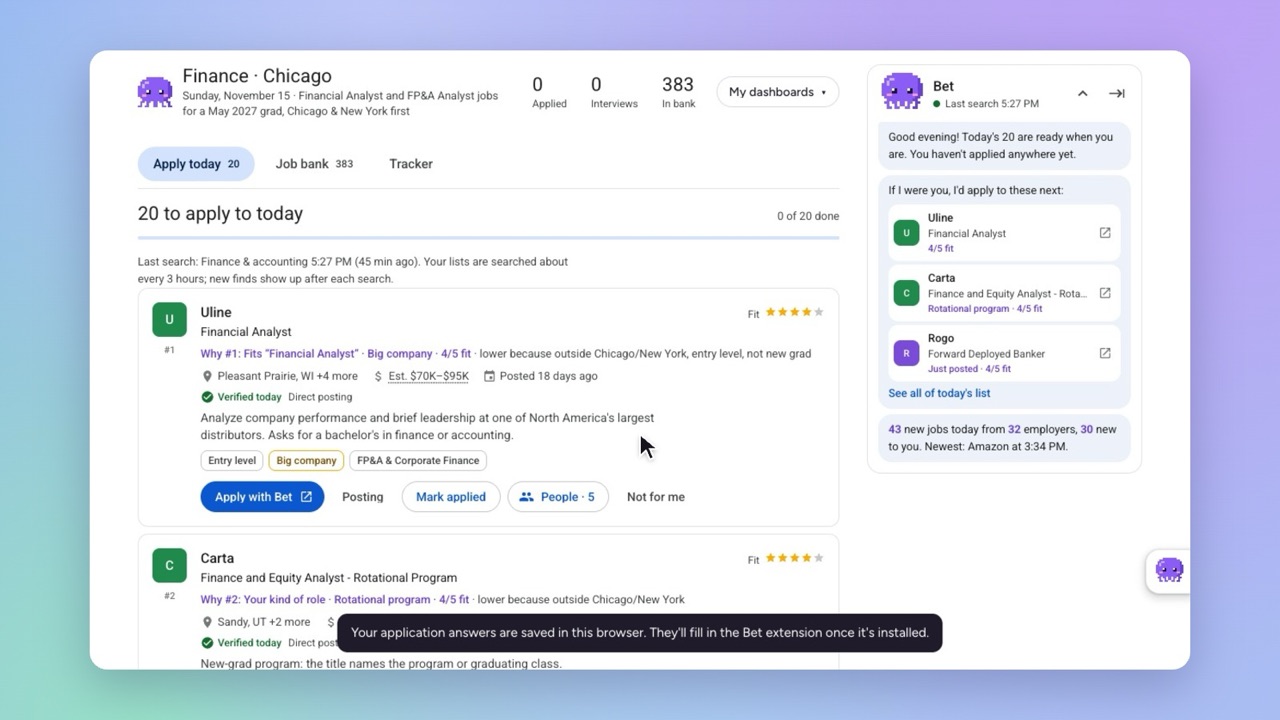 Finance · Chicago
Sunday, November 15 · Financial Analyst and FP&A Analyst jobs
for a May 2027 grad, Chicago & New York first
0
Applied
0
Interviews
383
In bank
My dashboards
Apply today 20
Job bank 383
Tracker
20 to apply to today
0 of 20 done
Last search: Finance & accounting 5:27 PM (45 min ago). Your lists are searched about
every 3 hours; new finds show up after each search.
U
#1
Uline
Fit
Financial Analyst
Why #1: Fits "Financial Analyst" · Big company · 4/5 fit · lower because outside Chicago/New York, entry level, not new grad
Pleasant Prairie, WI +4 more
$ Est. $70K–$95K
Posted 18 days ago
Verified today Direct posting
Analyze company performance and brief leadership at one of North America's largest
distributors. Asks for a bachelor's in finance or accounting.
Entry level
Big company
FP&A & Corporate Finance
Apply with Bet
Posting
Mark applied
People · 5
Not for me
C
#2
Carta
Fit
Finance and Equity Analyst - Rotational Program
Why #2: Your kind of role · Rotational program · 4/5 fit · lower because outside Chicago/New York
Sandy, UT +2 more
$
Verified today Direct post
New-grad program: the title names the program or graduating class.
Your application answers are saved in this browser. They'll fill in the Bet extension once it's installed.
Bet
Last search 5:27 PM
Good evening! Today's 20 are ready when you
are. You haven't applied anywhere yet.
If I were you, I'd apply to these next:
U
Uline
Financial Analyst
4/5 fit
C
Carta
Finance and Equity Analyst - Rota...
Rotational program · 4/5 fit
R
Rogo
Forward Deployed Banker
Just posted · 4/5 fit
See all of today's list
43 new jobs today from 32 employers, 30 new
to you. Newest: Amazon at 3:34 PM.